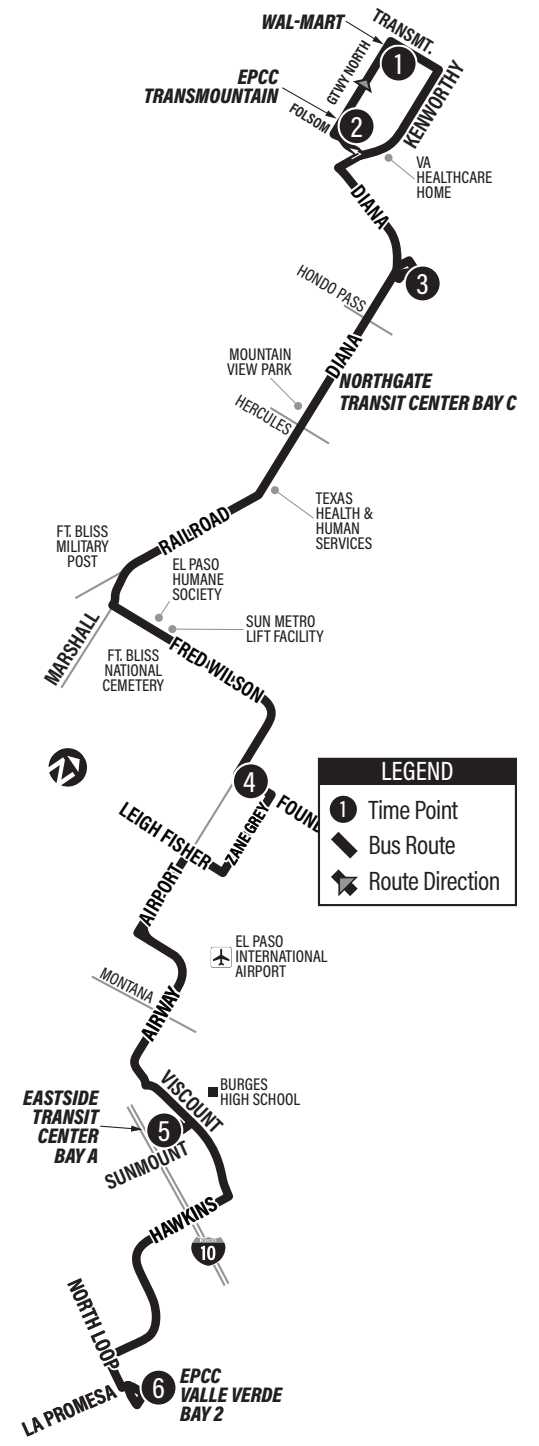 WAL-MART
TRANSMT.
1
GTWY NORTH
KENWORTHY
EPCC
TRANSMOUNTAIN
FOLSOM
2
VA
HEALTHCARE
HOME
DIANA
3
HONDO PASS
DIANA
MOUNTAIN
VIEW PARK
NORTHGATE
TRANSIT CENTER BAY C
HERCULES
TEXAS
HEALTH &
HUMAN
SERVICES
RAILROAD
FT. BLISS
MILITARY
POST
EL PASO
HUMANE
SOCIETY
SUN METRO
LIFT FACILITY
MARSHALL
FT. BLISS
NATIONAL
CEMETERY
FRED WILSON
N
4
LEIGH FISHER
ZANE GREY
LEGEND
1 Time Point
Bus Route
Route Direction
AIRPORT
EL PASO
INTERNATIONAL
AIRPORT
MONTANA
AIRWAY
VISCOUNT
BURGES
HIGH SCHOOL
EASTSIDE
TRANSIT
CENTER
BAY A
5
SUNMOUNT
HAWKINS
10
NORTH LOOP
LA PROMESA
6
EPCC
VALLE VERDE
BAY 2